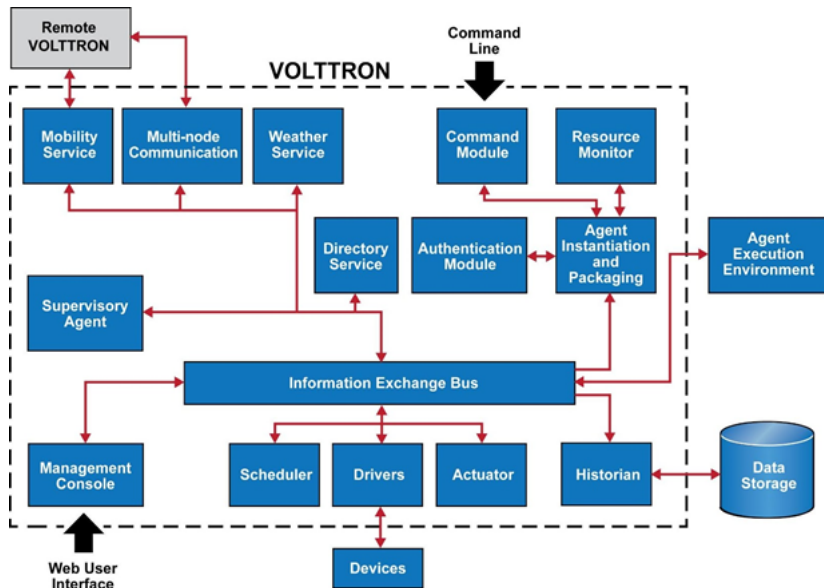 Remote
VOLTTRON
Command
Line
VOLTTRON
Mobility
Service
Multi-node
Communication
Weather
Service
Command
Module
Resource
Monitor
Directory
Service
Authentication
Module
Agent
Instantiation
and
Packaging
Agent
Execution
Environment
Supervisory
Agent
Information Exchange Bus
Management
Console
Scheduler
Drivers
Actuator
Historian
Data
Storage
Web User
Interface
Devices